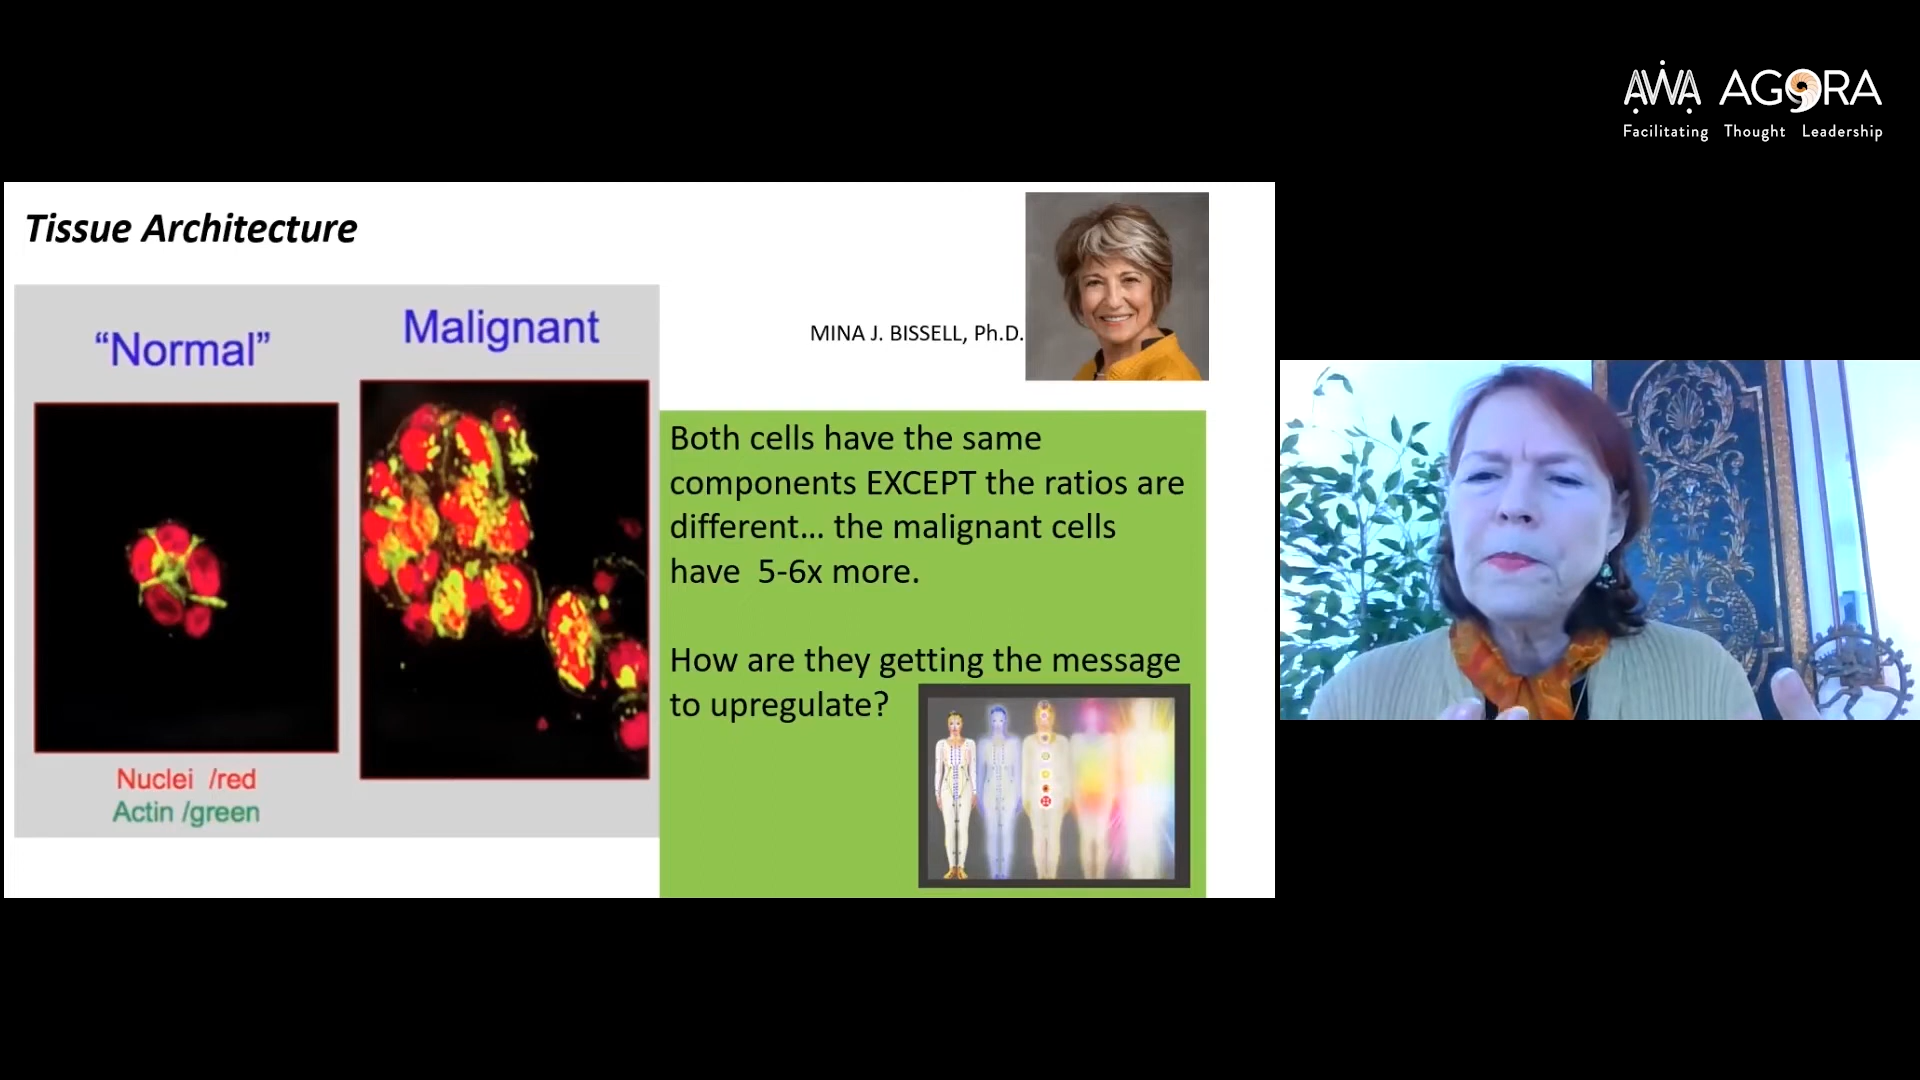 AWA AGORA
Facilitating Thought Leadership
Tissue Architecture
MINA J. BISSELL, Ph.D.
“Normal”
Malignant
Nuclei /red
Actin /green
Both cells have the same
components EXCEPT the ratios are
different... the malignant cells
have 5-6x more.
How are they getting the message
to upregulate?